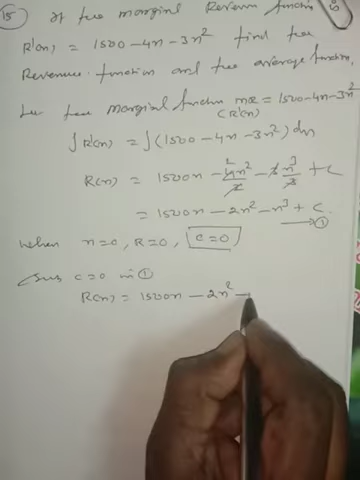 15 If the marginal Revenue function
R'(n) = 1500 - 4n - 3n² find the
Revenue function and the average function,
Let the marginal function MR = 1500 - 4n - 3n²
(R'(n))
∫R'(n) = ∫(1500 - 4n - 3n²) dn
R(n) = 1500n - 4n²/2 - 3n³/3 + C
= 1500n - 2n² - n³ + C. → ①
When n=0, R=0, C=0
Sub C=0 in ①
R(n) = 1500n - 2n² -